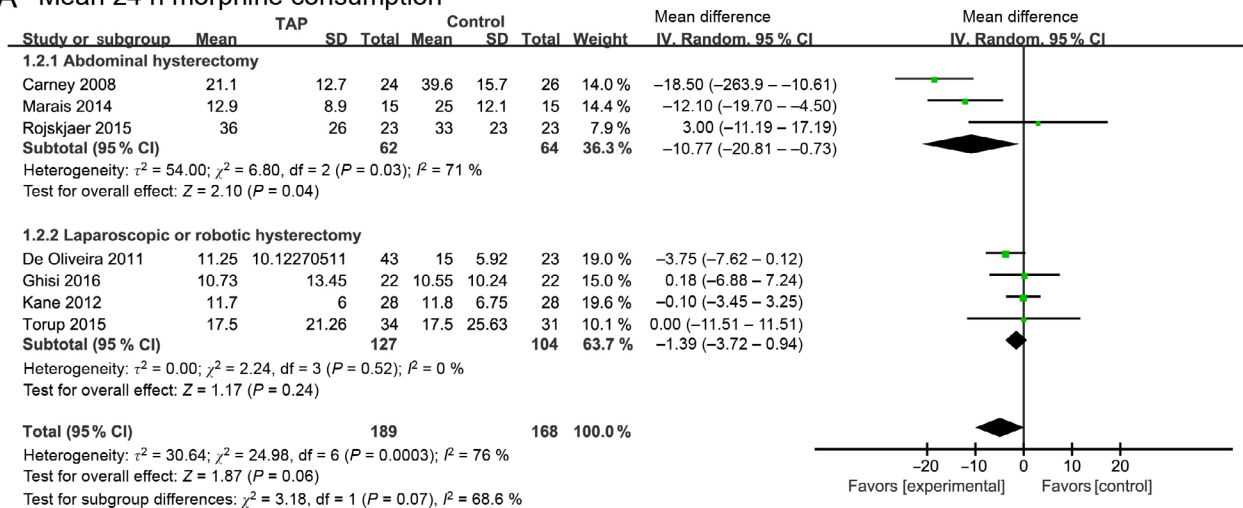 A Mean 24 h morphine consumption
TAP Control Mean difference Mean difference
Study or subgroup Mean SD Total Mean SD Total Weight IV. Random. 95 % CI IV. Random. 95 % CI
1.2.1 Abdominal hysterectomy
Carney 2008 21.1 12.7 24 39.6 15.7 26 14.0 % −18.50 (−263.9 – −10.61)
Marais 2014 12.9 8.9 15 25 12.1 15 14.4 % −12.10 (−19.70 – −4.50)
Rojskjaer 2015 36 26 23 33 23 23 7.9 % 3.00 (−11.19 – 17.19)
Subtotal (95 % CI) 62 64 36.3 % −10.77 (−20.81 – −0.73)
Heterogeneity: τ² = 54.00; χ² = 6.80, df = 2 (P = 0.03); I² = 71 %
Test for overall effect: Z = 2.10 (P = 0.04)
1.2.2 Laparoscopic or robotic hysterectomy
De Oliveira 2011 11.25 10.12270511 43 15 5.92 23 19.0 % −3.75 (−7.62 – 0.12)
Ghisi 2016 10.73 13.45 22 10.55 10.24 22 15.0 % 0.18 (−6.88 – 7.24)
Kane 2012 11.7 6 28 11.8 6.75 28 19.6 % −0.10 (−3.45 – 3.25)
Torup 2015 17.5 21.26 34 17.5 25.63 31 10.1 % 0.00 (−11.51 – 11.51)
Subtotal (95 % CI) 127 104 63.7 % −1.39 (−3.72 – 0.94)
Heterogeneity: τ² = 0.00; χ² = 2.24, df = 3 (P = 0.52); I² = 0 %
Test for overall effect: Z = 1.17 (P = 0.24)
Total (95 % CI) 189 168 100.0 %
Heterogeneity: τ² = 30.64; χ² = 24.98, df = 6 (P = 0.0003); I² = 76 %
Test for overall effect: Z = 1.87 (P = 0.06)
Test for subgroup differences: χ² = 3.18, df = 1 (P = 0.07), I² = 68.6 %
−20 −10 0 10 20
Favors [experimental] Favors [control]